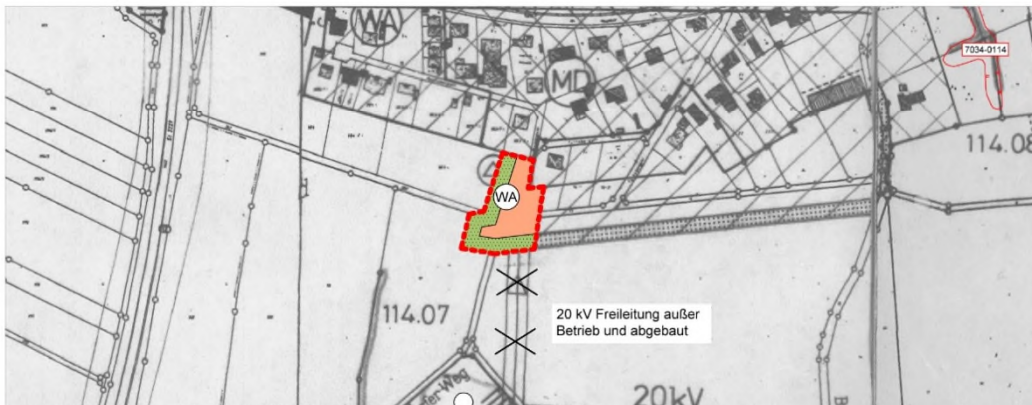 WA
MD
7034-0114
114.08
WA
114.07
20 kV Freileitung außer
Betrieb und abgebaut
20kV